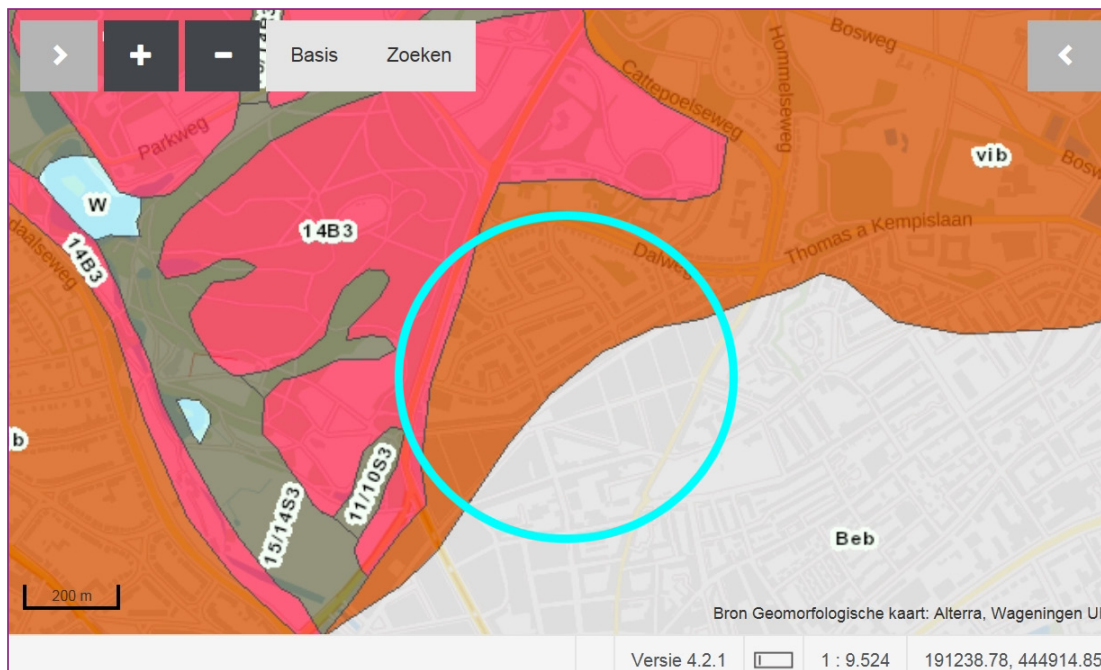 Basis
Zoeken
Parkweg
W
14B3
daalseweg
14B3
Cattepoelseweg
Hommelseweg
Bosweg
vib
Bosw
Thomas a Kempislaan
Dalweg
b
11/10S3
15/14S3
Beb
200 m
Bron Geomorfologische kaart: Alterra, Wageningen U
Versie 4.2.1
1 : 9.524
191238.78, 444914.85